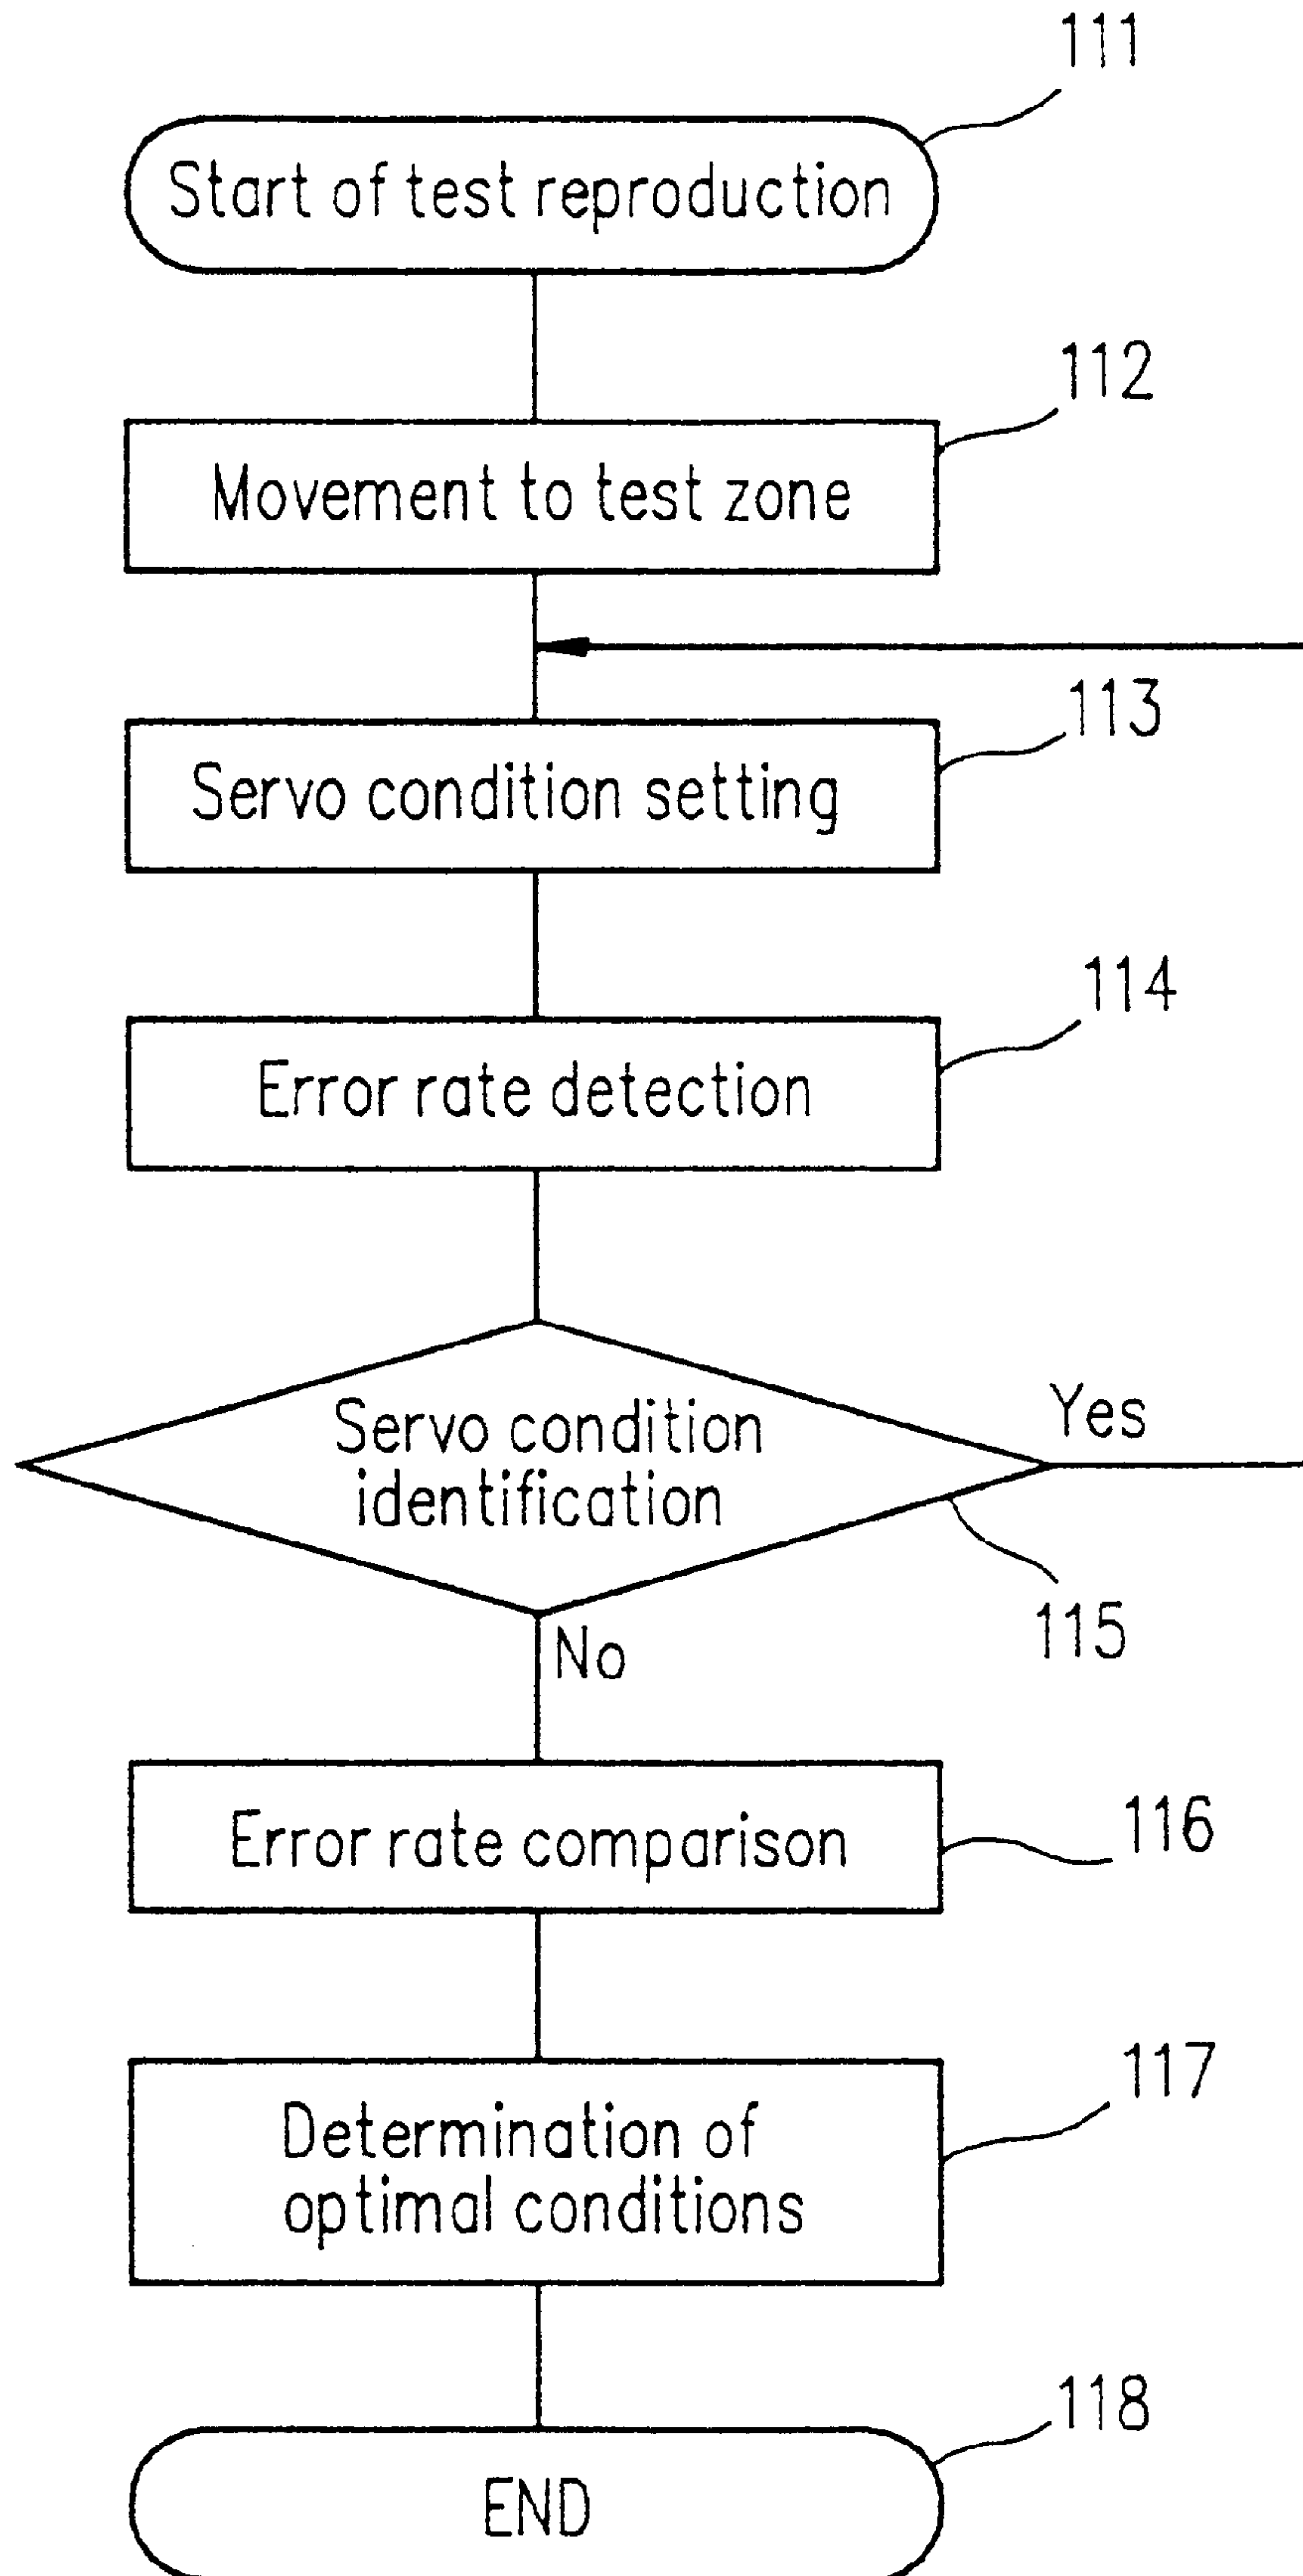 111
Start of test reproduction
112
Movement to test zone
113
Servo condition setting
114
Error rate detection
Servo condition
identification
Yes
115
No
Error rate comparison
116
117
Determination of
optimal conditions
118
END